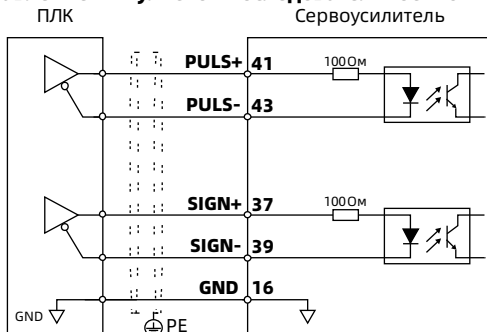 ПЛК Сервоусилитель
PULS+ 41 100Ом
PULS- 43
SIGN+ 37 100Ом
SIGN- 39
GND 16
GND
PE